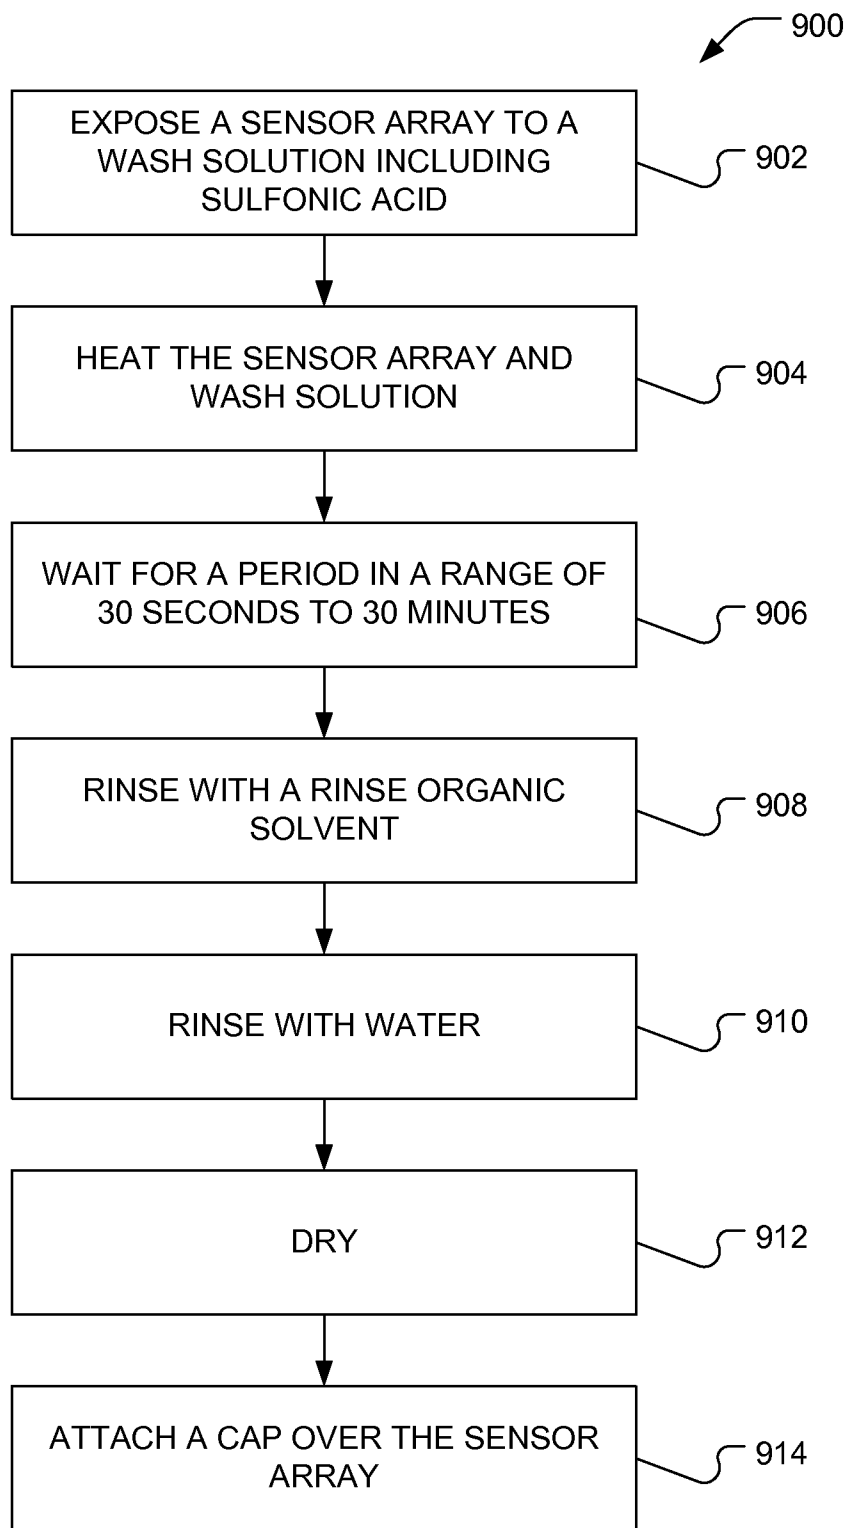 900
EXPOSE A SENSOR ARRAY TO A
WASH SOLUTION INCLUDING
SULFONIC ACID
902
HEAT THE SENSOR ARRAY AND
WASH SOLUTION
904
WAIT FOR A PERIOD IN A RANGE OF
30 SECONDS TO 30 MINUTES
906
RINSE WITH A RINSE ORGANIC
SOLVENT
908
RINSE WITH WATER
910
DRY
912
ATTACH A CAP OVER THE SENSOR
ARRAY
914